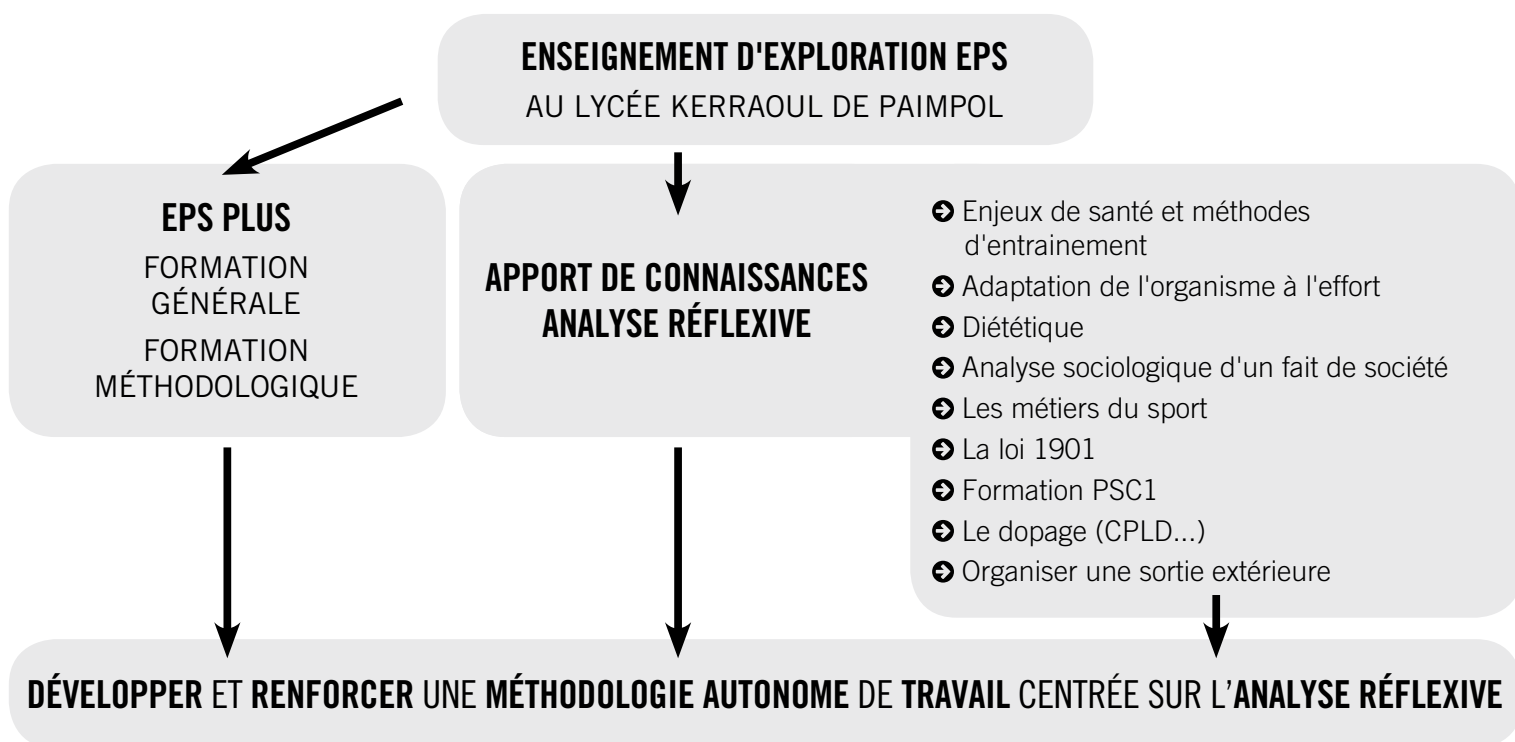 ENSEIGNEMENT D'EXPLORATION EPS
AU LYCÉE KERRAOUL DE PAIMPOL
EPS PLUS
FORMATION
GÉNÉRALE
FORMATION
MÉTHODOLOGIQUE
APPORT DE CONNAISSANCES
ANALYSE RÉFLEXIVE
Enjeux de santé et méthodes
d'entrainement
Adaptation de l'organisme à l'effort
Diététique
Analyse sociologique d'un fait de société
Les métiers du sport
La loi 1901
Formation PSC1
Le dopage (CPLD...)
Organiser une sortie extérieure
DÉVELOPPER ET RENFORCER UNE MÉTHODOLOGIE AUTONOME DE TRAVAIL CENTRÉE SUR L'ANALYSE RÉFLEXIVE